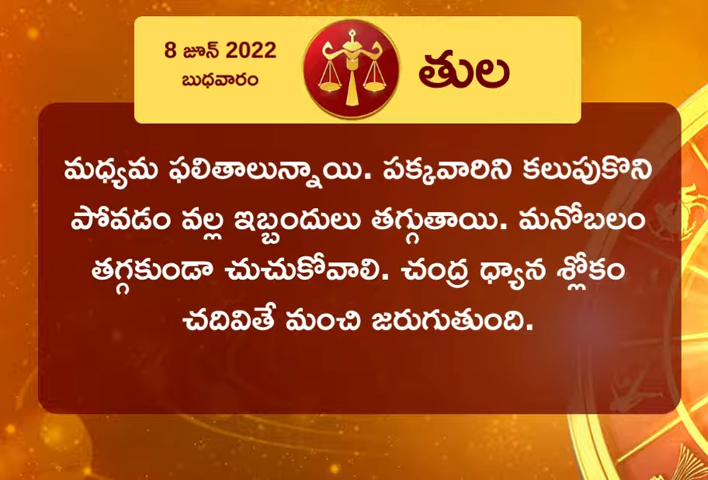 8 జూన్ 2022
బుధవారం
తుల
మధ్యమ ఫలితాలున్నాయి. పక్కవారిని కలుపుకొని
పోవడం వల్ల ఇబ్బందులు తగ్గుతాయి. మనోబలం
తగ్గకుండా చుచుకోవాలి. చంద్ర ధ్యాన శ్లోకం
చదివితే మంచి జరుగుతుంది.